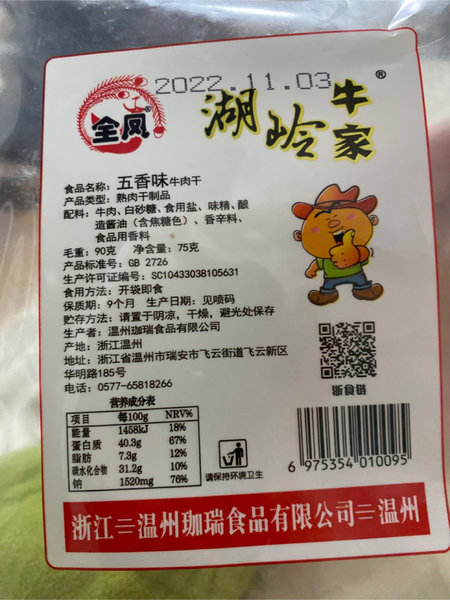 2022.11.03
全凤®
湖岭牛家®
食品名称：五香味牛肉干
产品类型：熟肉干制品
配料：牛肉、白砂糖、食用盐、味精、酿
造酱油（含焦糖色）、香辛料、
食品用香料
毛重：90克 净含量：75克
产品标准号：GB 2726
生产许可证编号：SC10433038105631
食用方法：开袋即食
保质期：9个月 生产日期：见喷码
贮存方法：请置于阴凉，干燥，避光处保存
生产者：温州珈瑞食品有限公司
产地：浙江温州
地址：浙江省温州市瑞安市飞云街道飞云新区
华明路185号
电话：0577-65818266
营养成分表
项目 每100g NRV%
能量 1458kJ 18%
蛋白质 40.3g 67%
脂肪 7.3g 12%
碳水化合物 31.2g 10%
钠 1520mg 76%
请保持环境卫生
6 975354 010095
浙江＝温州珈瑞食品有限公司＝温州